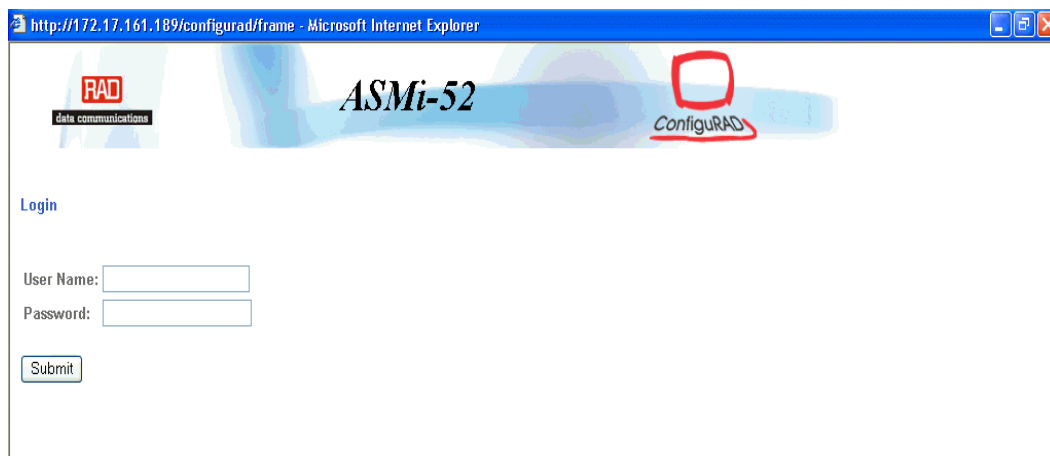 http://172.17.161.189/configurad/frame - Microsoft Internet Explorer
RAD
data communications
ASMi-52
ConfiguRAD
Login
User Name:
Password:
Submit